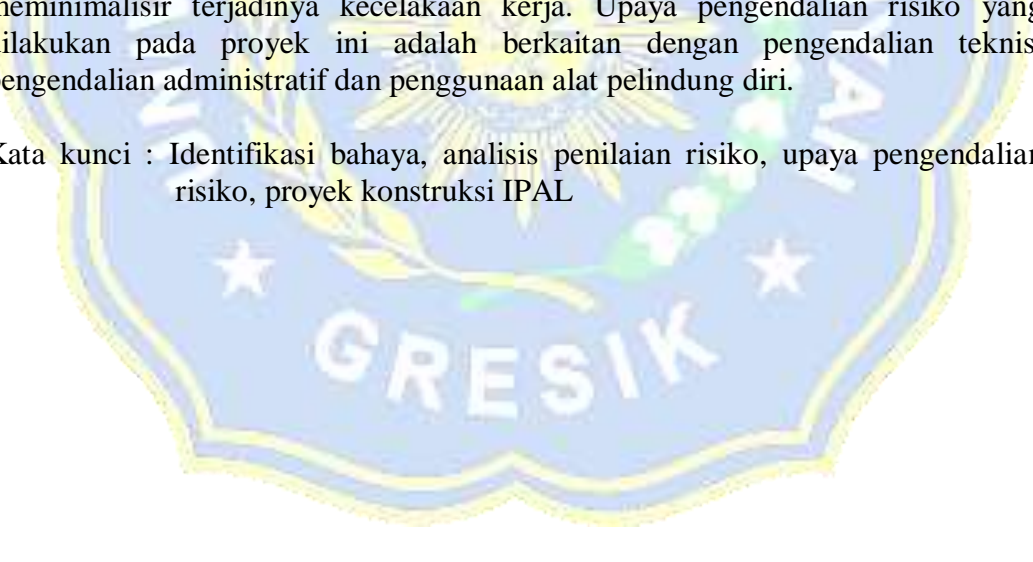 meminimalisir terjadinya kecelakaan kerja. Upaya pengendalian risiko yang
dilakukan pada proyek ini adalah berkaitan dengan pengendalian teknis,
pengendalian administratif dan penggunaan alat pelindung diri.
Kata kunci : Identifikasi bahaya, analisis penilaian risiko, upaya pengendalian
risiko, proyek konstruksi IPAL
GRESIK